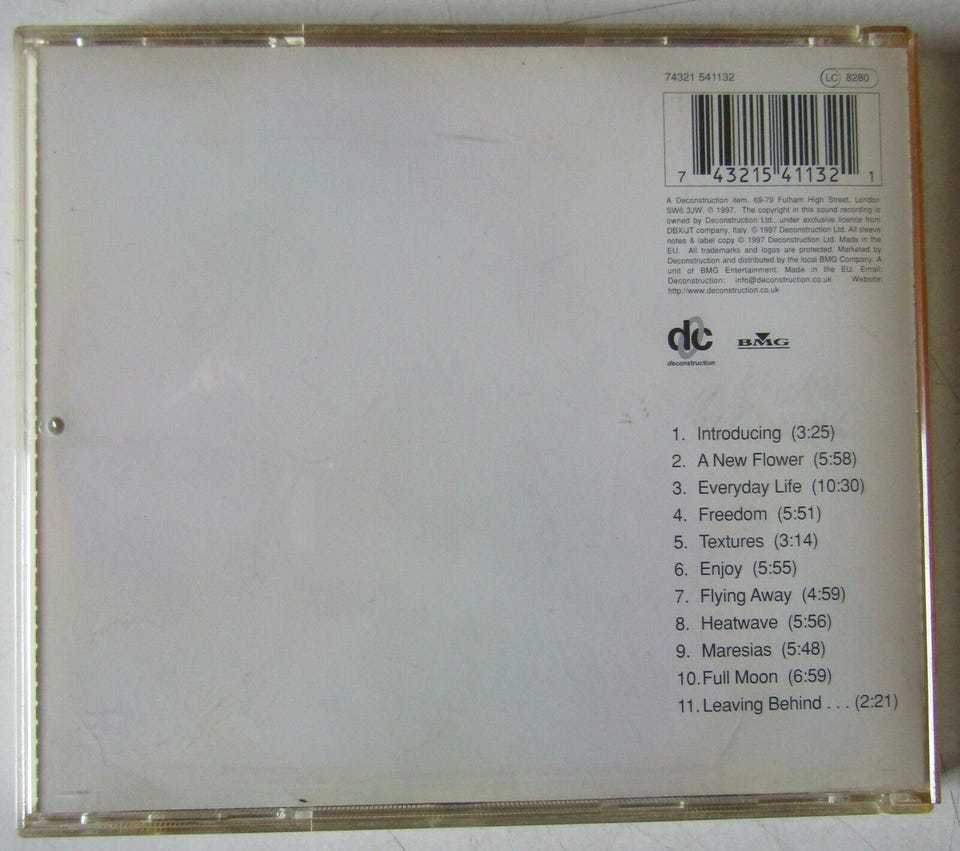 74321 541132
LC 8280
7 43215 41132 1
A Deconstruction item. 69-79 Fulham High Street, London
SW6 3JW. ℗ 1997. The copyright in this sound recording is
owned by Deconstruction Ltd., under exclusive licence from
DBX/JT company, Italy. © 1997 Deconstruction Ltd. All sleeve
notes & label copy © 1997 Deconstruction Ltd. Made in the
EU. All trademarks and logos are protected. Marketed by
Deconstruction and distributed by the local BMG Company. A
unit of BMG Entertainment. Made in the EU. Email:
Deconstruction: info@deconstruction.co.uk Website:
http://www.deconstruction.co.uk
dc
deconstruction
BMG
1. Introducing (3:25)
2. A New Flower (5:58)
3. Everyday Life (10:30)
4. Freedom (5:51)
5. Textures (3:14)
6. Enjoy (5:55)
7. Flying Away (4:59)
8. Heatwave (5:56)
9. Maresias (5:48)
10. Full Moon (6:59)
11. Leaving Behind . . . (2:21)